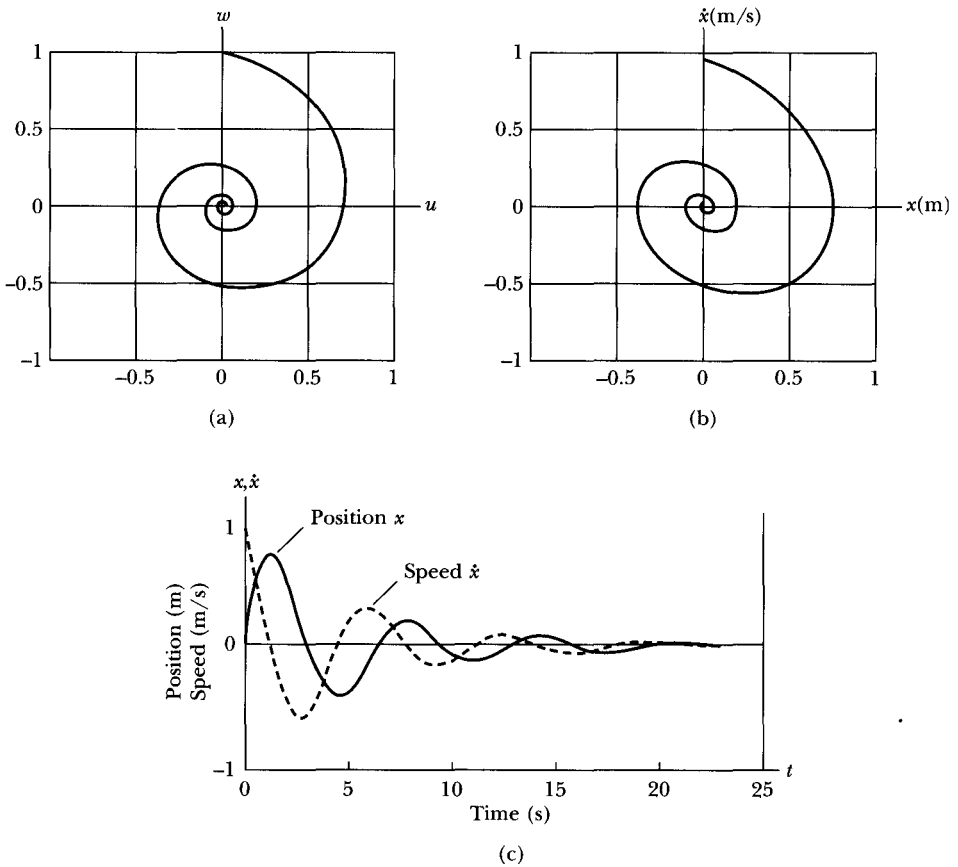 w
1
0.5
0
−0.5
−1
u
−0.5 0 0.5 1
(a)
ẋ(m/s)
1
0.5
0
−0.5
−1
x(m)
−0.5 0 0.5 1
(b)
x,ẋ
Position x
Speed ẋ
Position (m)
Speed (m/s)
1
0
−1
0 5 10 15 20 25
t
Time (s)
(c)